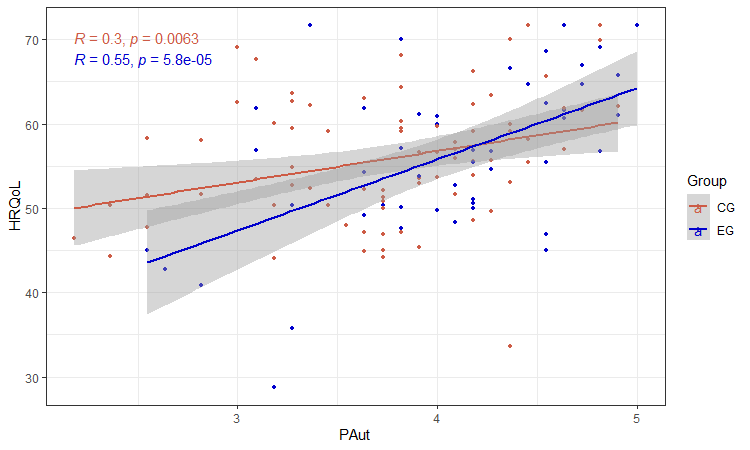 R = 0.3, p = 0.0063
R = 0.55, p = 5.8e-05
70
60
50
40
30
HRQoL
3
4
5
PAut
Group
a CG
a EG